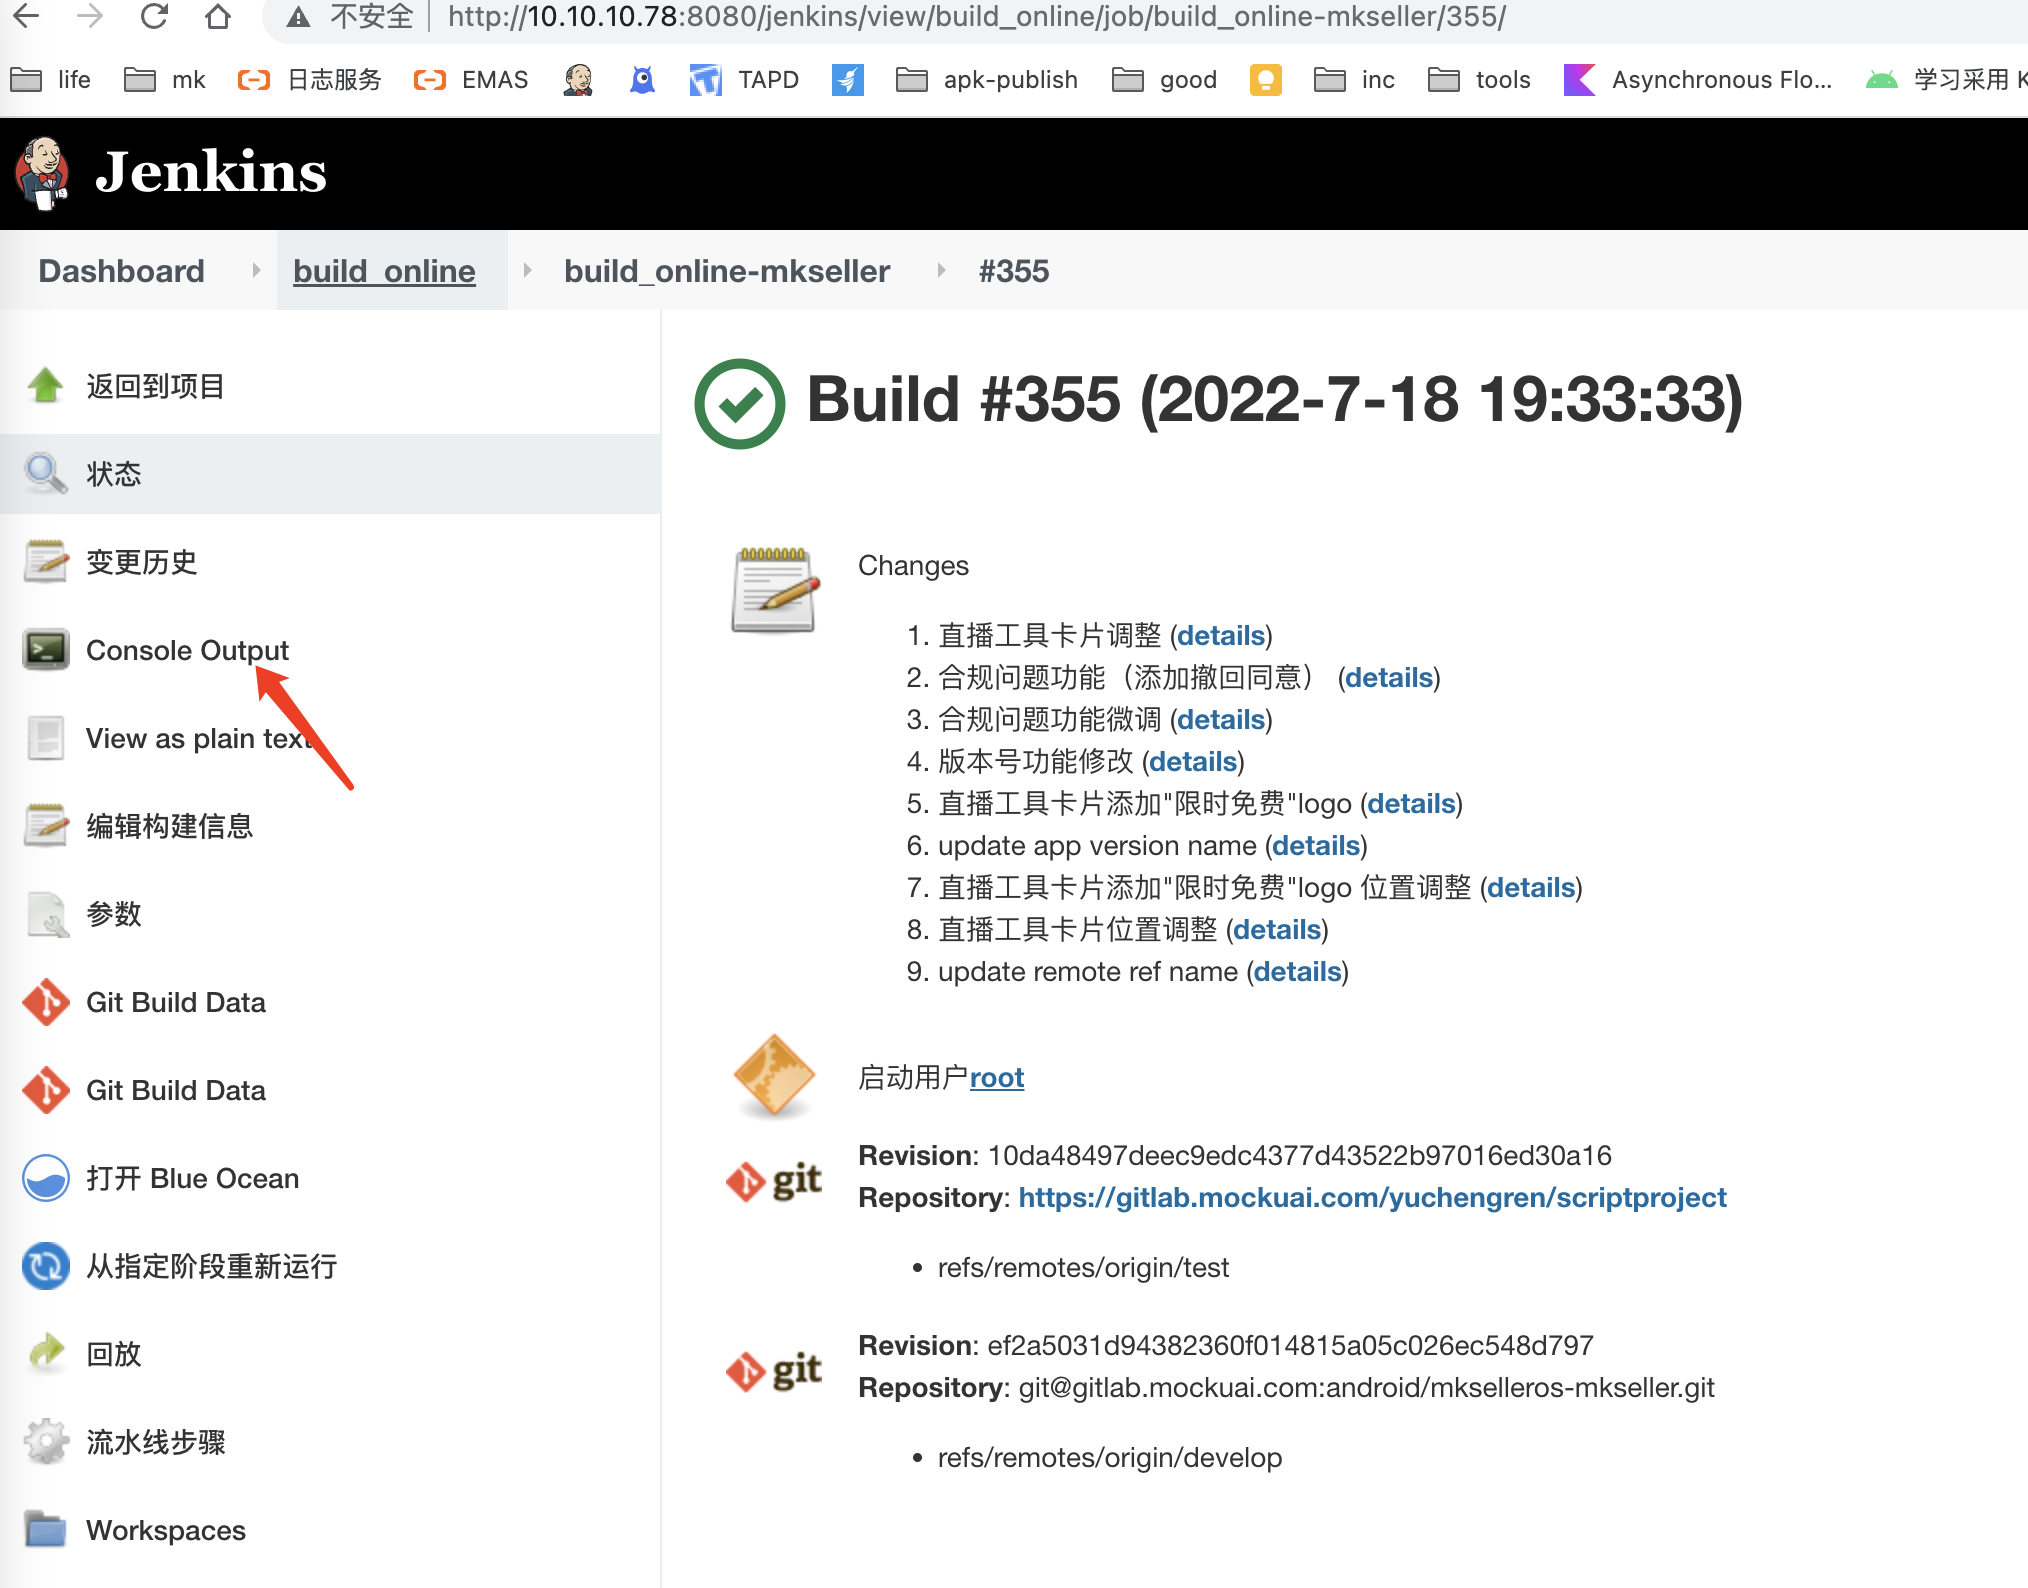 不安全 http://10.10.10.78:8080/jenkins/view/build_online/job/build_online-mkseller/355/
life mk 日志服务 EMAS TAPD apk-publish good inc tools Asynchronous Flo... 学习采用 K
Jenkins
Dashboard build_online build_online-mkseller #355
返回到项目
状态
变更历史
Console Output
View as plain text
编辑构建信息
参数
Git Build Data
Git Build Data
打开 Blue Ocean
从指定阶段重新运行
回放
流水线步骤
Workspaces
Build #355 (2022-7-18 19:33:33)
Changes
1. 直播工具卡片调整 (details)
2. 合规问题功能（添加撤回同意） (details)
3. 合规问题功能微调 (details)
4. 版本号功能修改 (details)
5. 直播工具卡片添加"限时免费"logo (details)
6. update app version name (details)
7. 直播工具卡片添加"限时免费"logo 位置调整 (details)
8. 直播工具卡片位置调整 (details)
9. update remote ref name (details)
启动用户root
git
Revision: 10da48497deec9edc4377d43522b97016ed30a16
Repository: https://gitlab.mockuai.com/yuchengren/scriptproject
• refs/remotes/origin/test
git
Revision: ef2a5031d94382360f014815a05c026ec548d797
Repository: git@gitlab.mockuai.com:android/mkselleros-mkseller.git
• refs/remotes/origin/develop